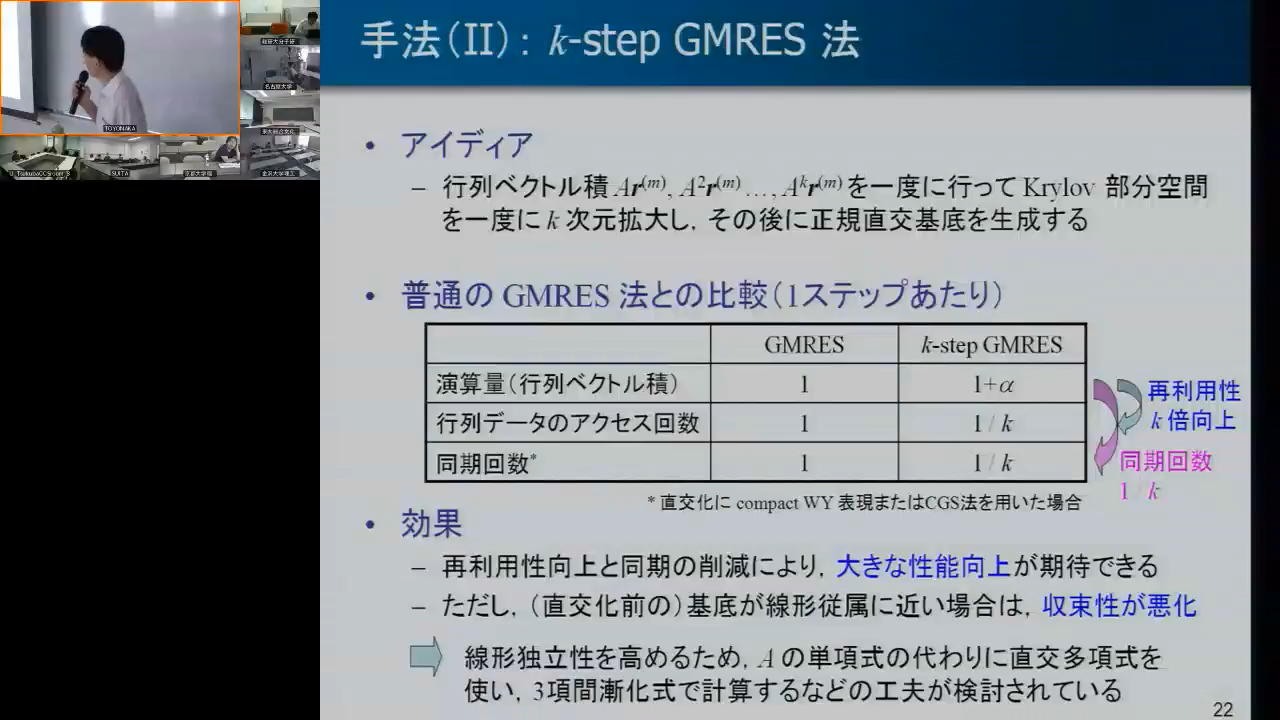 手法(II): k-step GMRES 法
• アイディア
– 行列ベクトル積 Ar(m), A2r(m) …, Akr(m) を一度に行って Krylov 部分空間
を一度に k 次元拡大し,その後に正規直交基底を生成する
• 普通の GMRES 法との比較(1ステップあたり)
GMRES k-step GMRES
演算量(行列ベクトル積) 1 1+α
行列データのアクセス回数 1 1 / k
同期回数* 1 1 / k
再利用性
k 倍向上
同期回数
1 / k
* 直交化に compact WY 表現またはCGS法を用いた場合
• 効果
– 再利用性向上と同期の削減により,大きな性能向上が期待できる
– ただし,(直交化前の)基底が線形従属に近い場合は,収束性が悪化
線形独立性を高めるため,A の単項式の代わりに直交多項式を
使い,3項間漸化式で計算するなどの工夫が検討されている
22
TOYONAKA
名古屋大学
SUITA
金沢大学理工